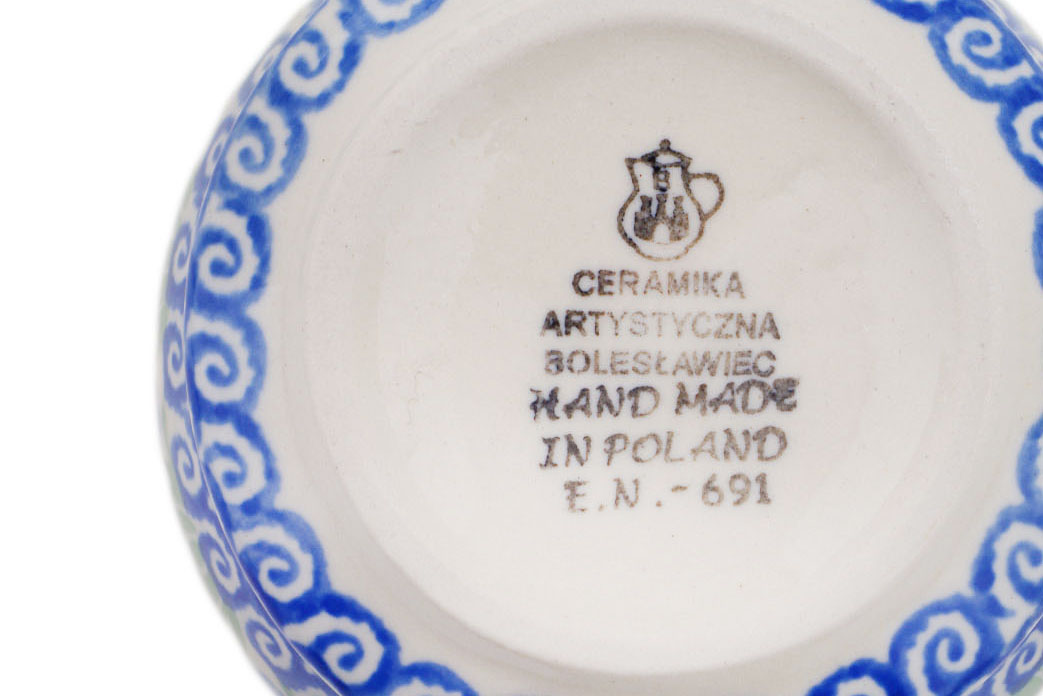 CERAMIKA
ARTYSTYCZNA
BOLESŁAWIEC
HAND MADE
IN POLAND
E.N.-691